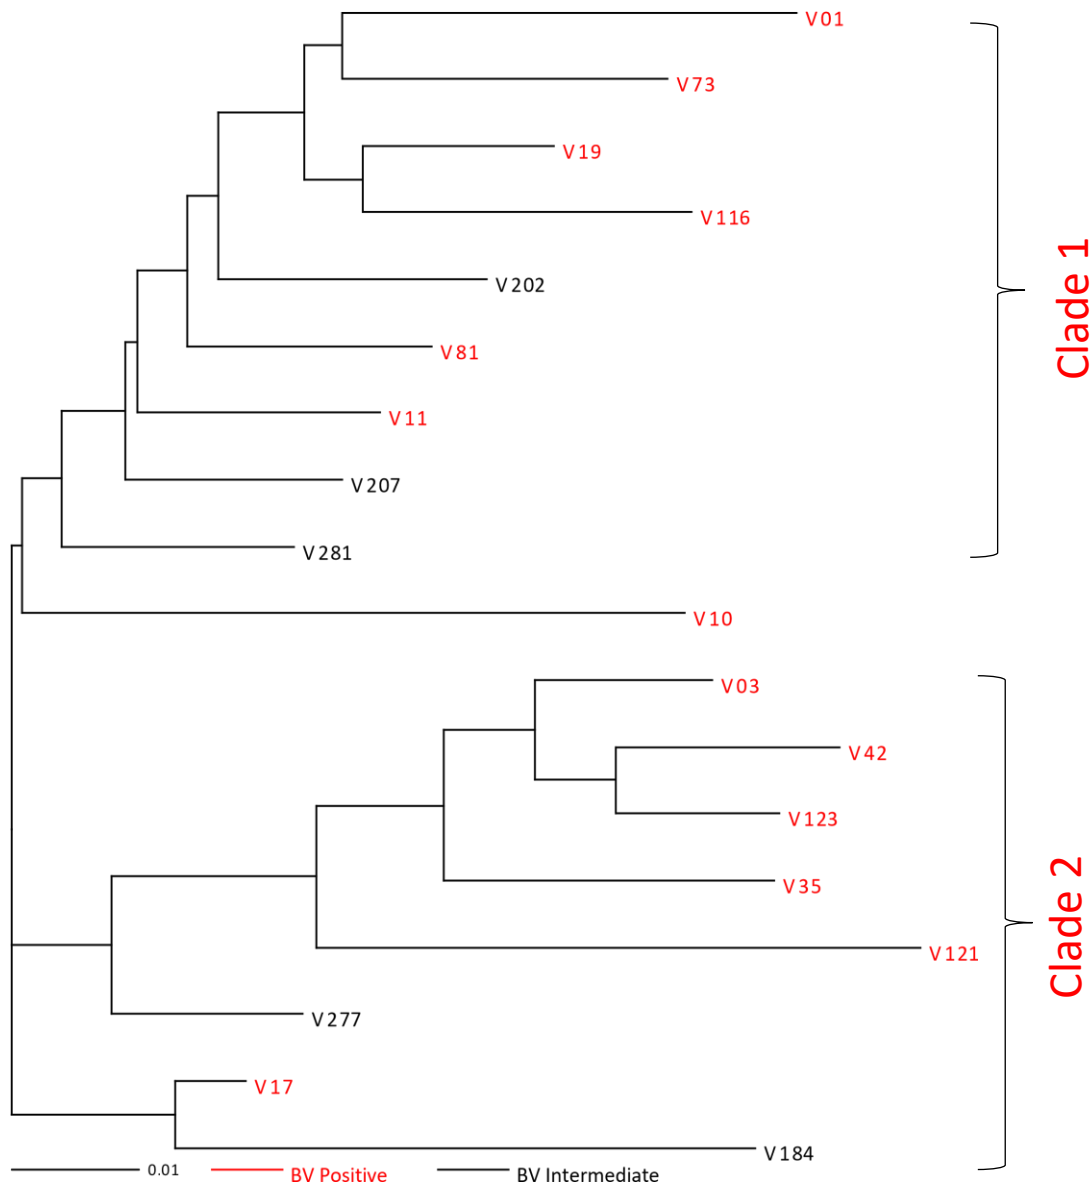 V01
V73
V19
V116
V202
V81
V11
V207
V281
V10
Clade 1
V03
V42
V123
V35
V121
V277
V17
V184
Clade 2
0.01 BV Positive BV Intermediate